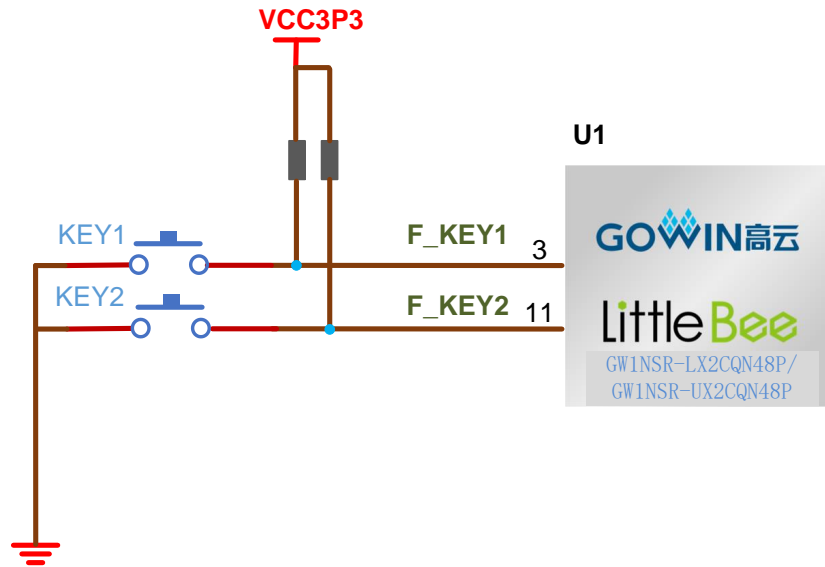 VCC3P3
U1
KEY1
F_KEY1
3
GOWIN高云
KEY2
F_KEY2
11
LittleBee
GW1NSR-LX2CQN48P/
GW1NSR-UX2CQN48P